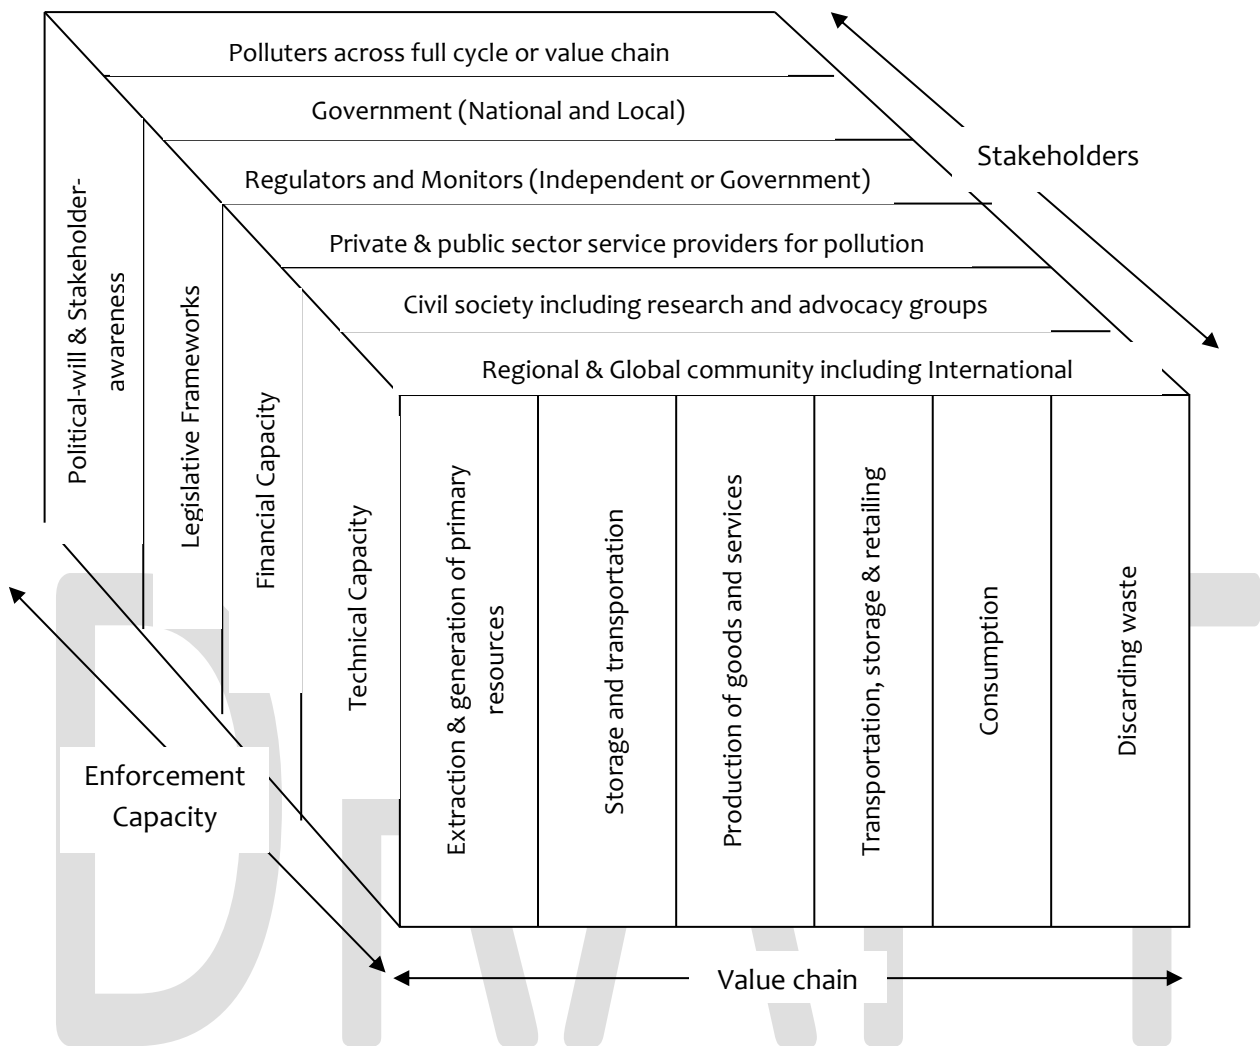 Polluters across full cycle or value chain
Government (National and Local)
Regulators and Monitors (Independent or Government)
Private & public sector service providers for pollution
Civil society including research and advocacy groups
Regional & Global community including International
Stakeholders
Political-will & Stakeholder-
awareness
Legislative Frameworks
Financial Capacity
Technical Capacity
Enforcement
Capacity
Extraction & generation of primary
resources
Storage and transportation
Production of goods and services
Transportation, storage & retailing
Consumption
Discarding waste
Value chain